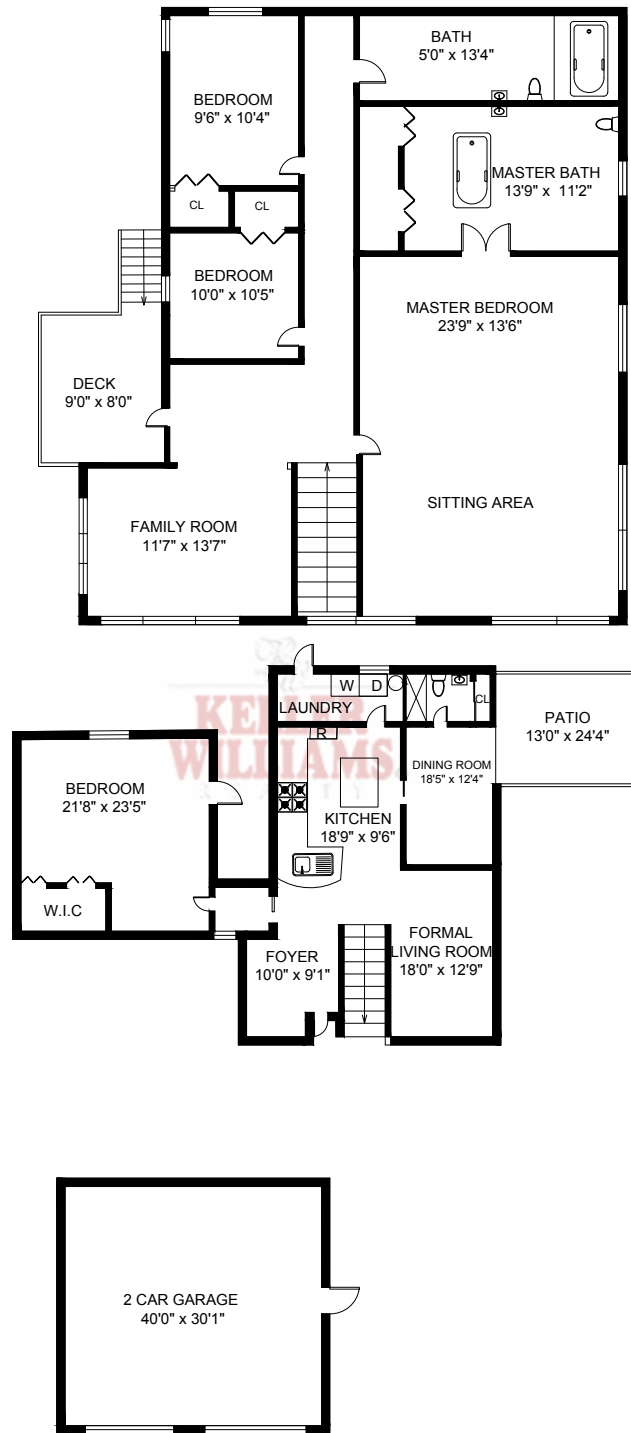 BATH
5'0" x 13'4"
BEDROOM
9'6" x 10'4"
MASTER BATH
13'9" x 11'2"
CL
CL
BEDROOM
10'0" x 10'5"
MASTER BEDROOM
23'9" x 13'6"
DECK
9'0" x 8'0"
SITTING AREA
FAMILY ROOM
11'7" x 13'7"
W D
LAUNDRY
CL
KELLER
WILLIAMS
REALTY
R
PATIO
13'0" x 24'4"
DINING ROOM
18'5" x 12'4"
BEDROOM
21'8" x 23'5"
KITCHEN
18'9" x 9'6"
W.I.C
FORMAL
LIVING ROOM
18'0" x 12'9"
FOYER
10'0" x 9'1"
2 CAR GARAGE
40'0" x 30'1"